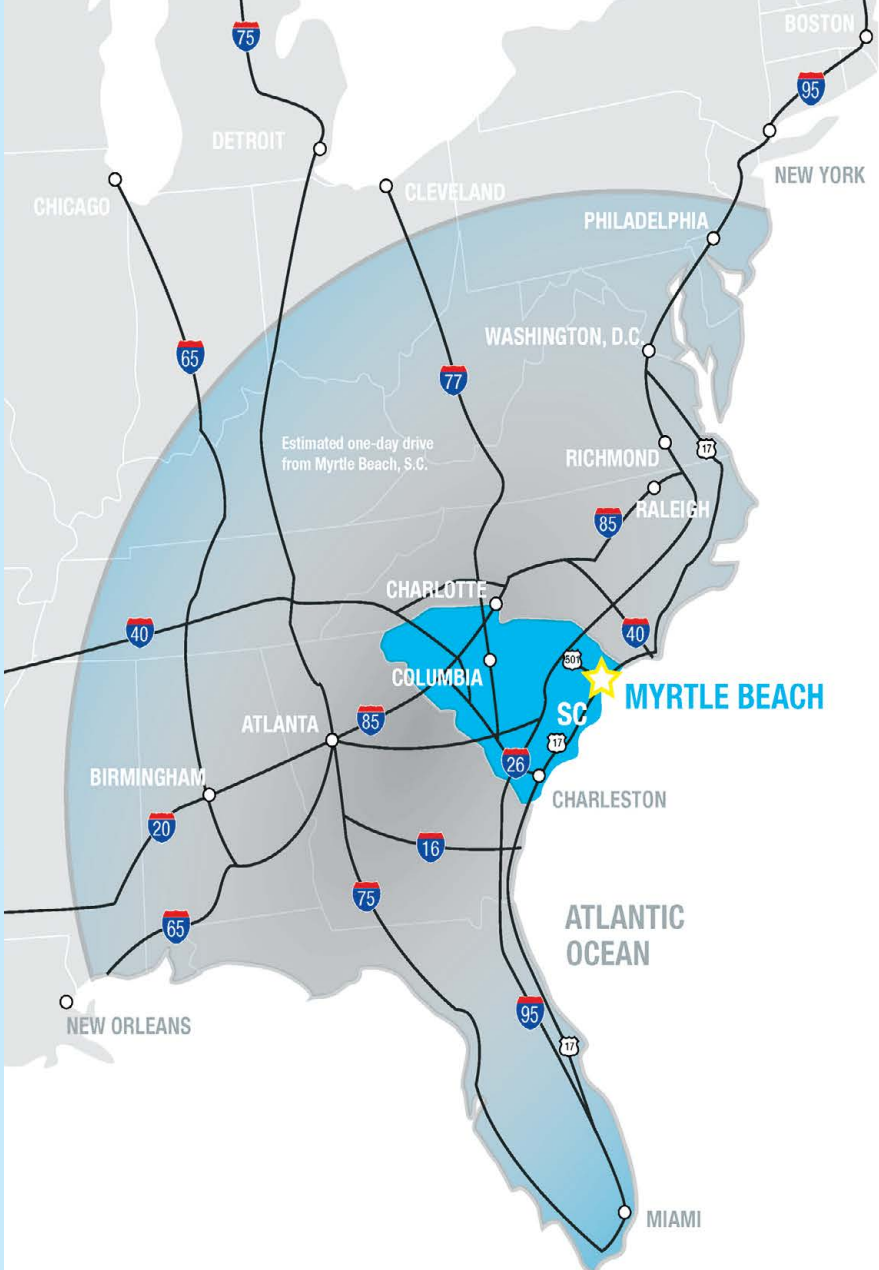 BOSTON
75
95
DETROIT
NEW YORK
CLEVELAND
CHICAGO
PHILADELPHIA
WASHINGTON, D.C.
65
77
Estimated one-day drive
from Myrtle Beach, S.C.
17
RICHMOND
RALEIGH
85
CHARLOTTE
40
40
501
COLUMBIA
MYRTLE BEACH
SC
85
ATLANTA
17
26
BIRMINGHAM
CHARLESTON
20
16
75
65
ATLANTIC
OCEAN
NEW ORLEANS
95
17
MIAMI